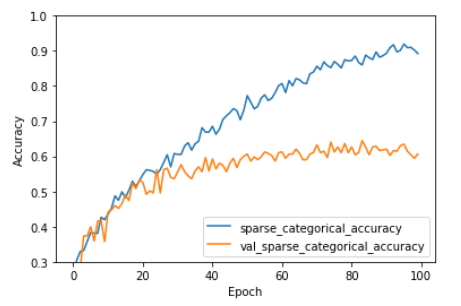 1.0
0.9
0.8
0.7
0.6
0.5
0.4
0.3
Accuracy
sparse_categorical_accuracy
val_sparse_categorical_accuracy
0 20 40 60 80 100
Epoch